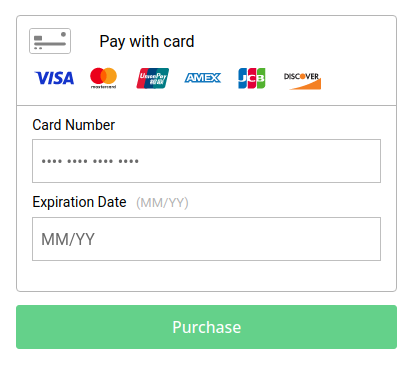 Pay with card
VISA mastercard UnionPay 银联 AMEX JCB DISCOVER
Card Number
•••• •••• •••• ••••
Expiration Date (MM/YY)
MM/YY
Purchase